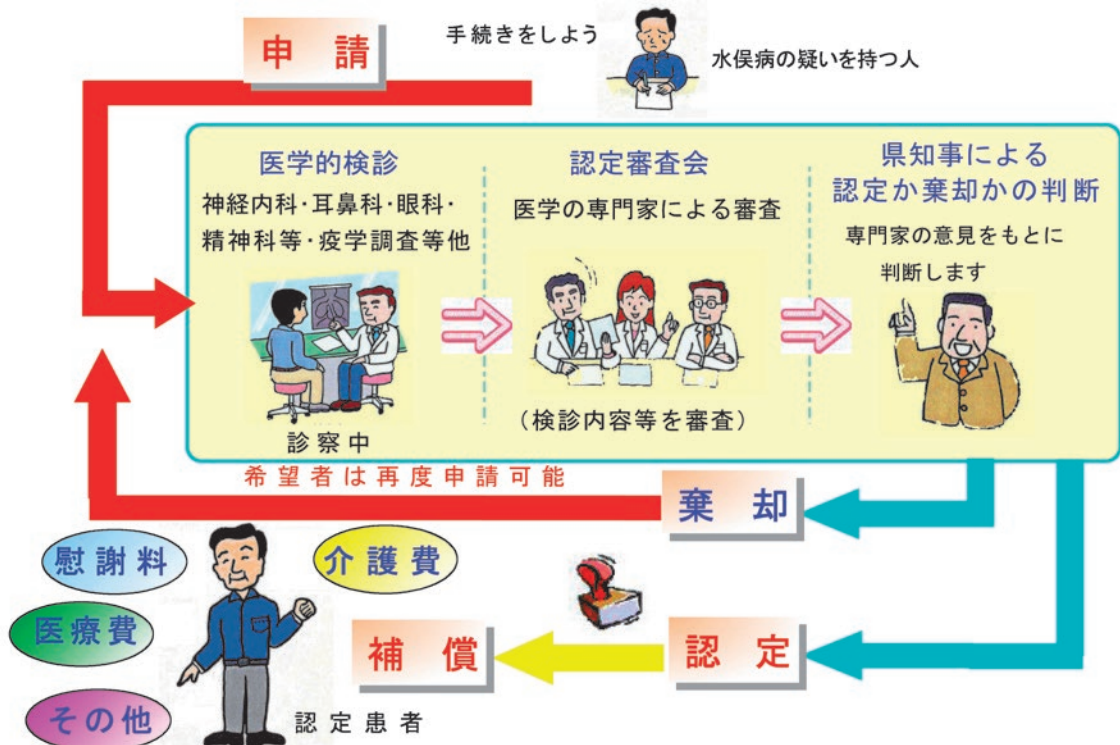 申請
手続きをしよう
水俣病の疑いを持つ人
医学的検診
神経内科・耳鼻科・眼科・
精神科等・疫学調査等他
診察中
認定審査会
医学の専門家による審査
（検診内容等を審査）
県知事による
認定か棄却かの判断
専門家の意見をもとに
判断します
希望者は再度申請可能
棄却
認定
補償
慰謝料
介護費
医療費
その他
認定患者